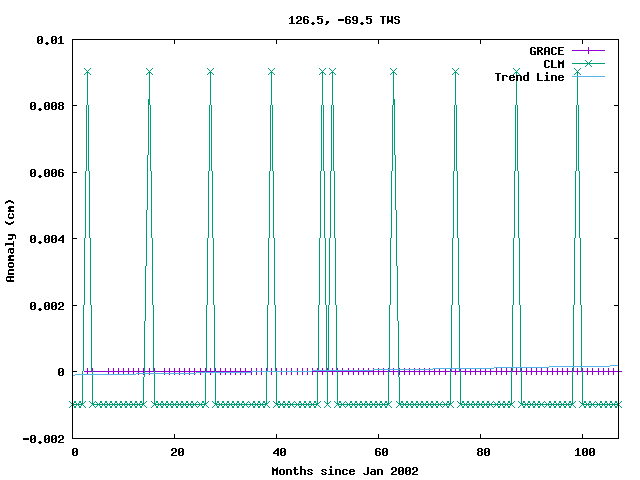 126.5, -69.5 TWS
0.01
0.008
0.006
0.004
0.002
0
-0.002
Anomaly (cm)
GRACE
CLM
Trend Line
0 20 40 60 80 100
Months since Jan 2002